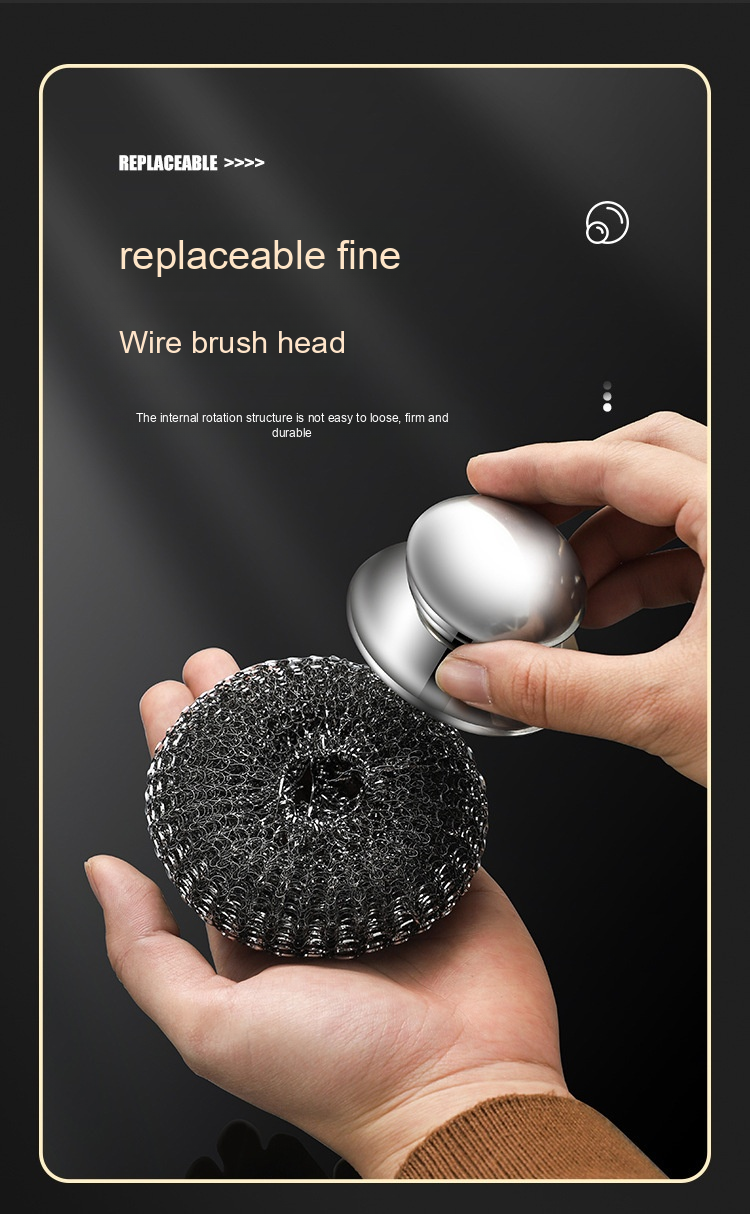 REPLACEABLE >>>>
replaceable fine
Wire brush head
The internal rotation structure is not easy to loose, firm and
durable